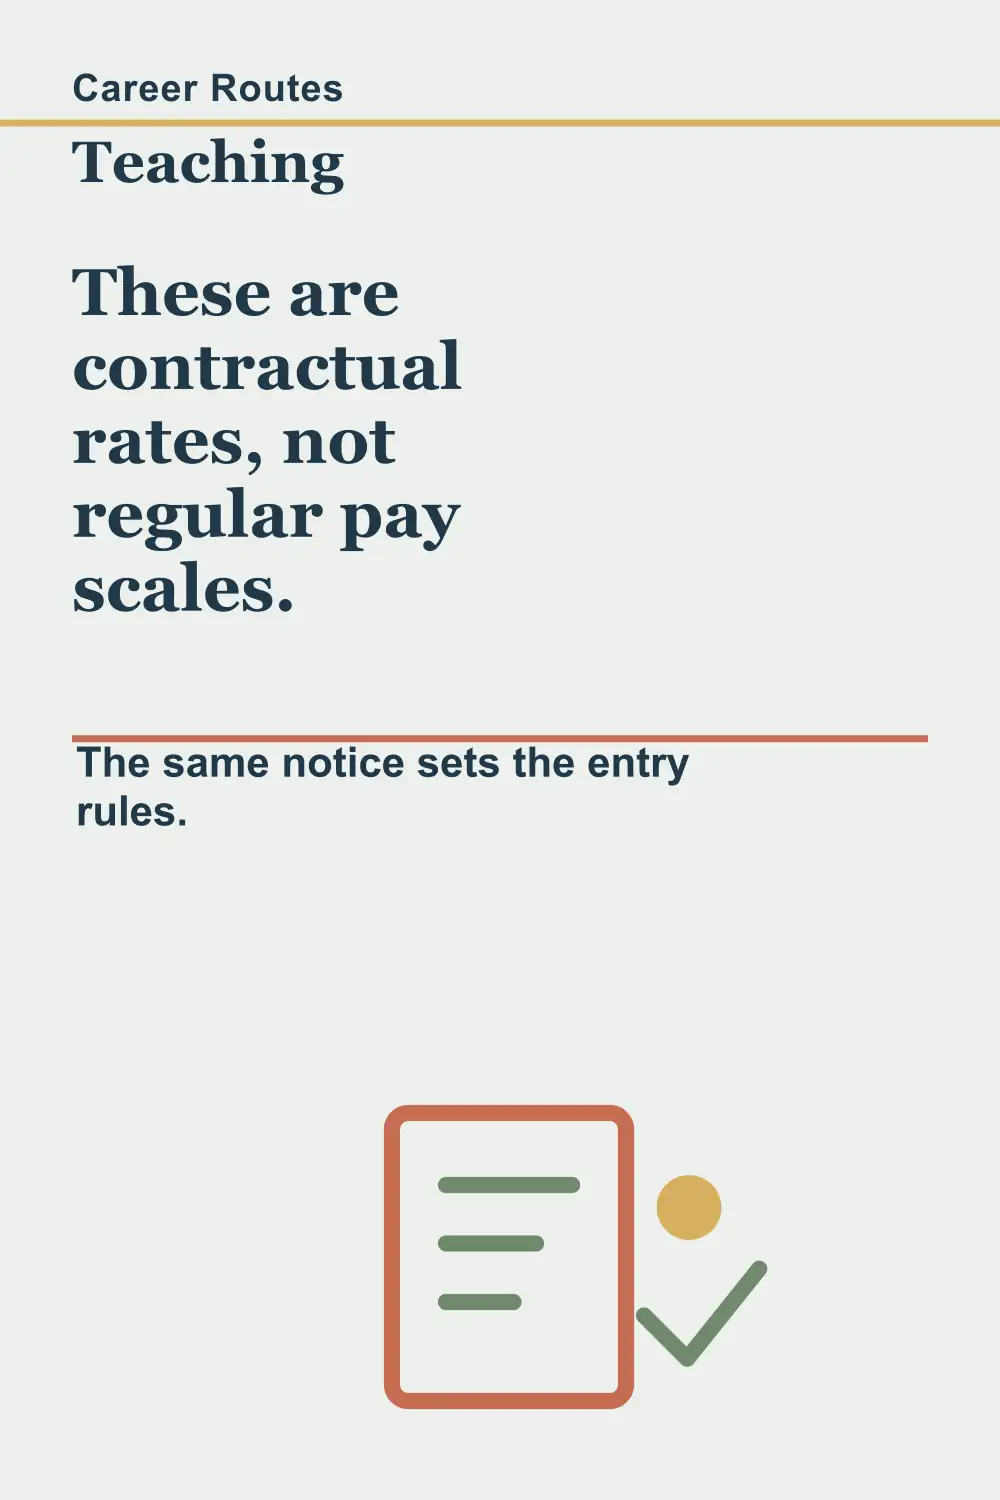 Career Routes
Teaching
These are
contractual
rates, not
regular pay
scales.
The same notice sets the entry
rules.